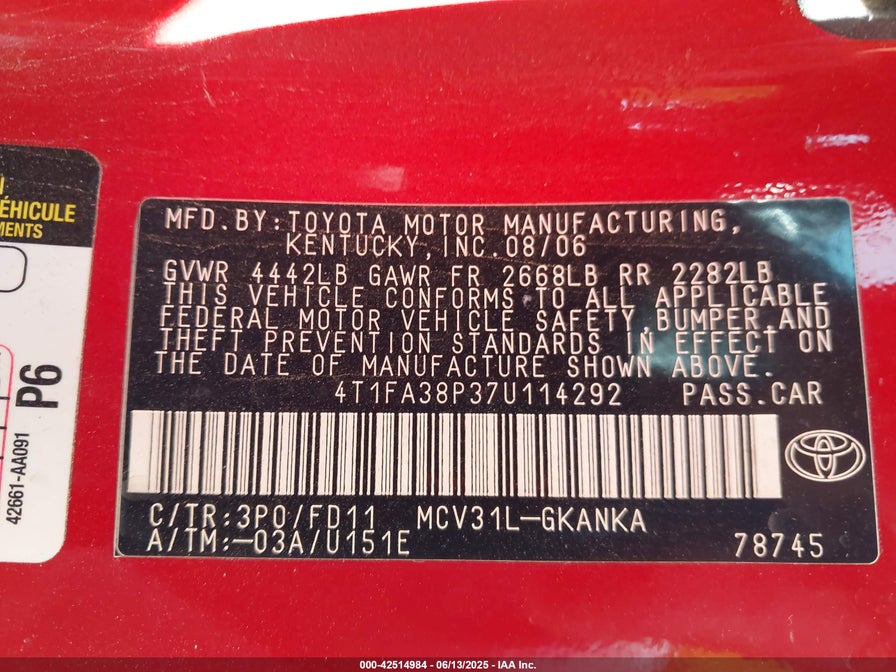 ÉHICULE
MENTS
P6
42661-AA091
MFD.BY:TOYOTA MOTOR MANUFACTURING,
KENTUCKY,INC.08/06
GVWR 4442LB GAWR FR 2668LB RR 2282LB
THIS VEHICLE CONFORMS TO ALL APPLICABLE
FEDERAL MOTOR VEHICLE SAFETY,BUMPER,AND
THEFT PREVENTION STANDARDS IN EFFECT ON
THE DATE OF MANUFACTURE SHOWN ABOVE.
4T1FA38P37U114292 PASS.CAR
C/TR:3P0/FD11 MCV31L-GKANKA
A/TM:-03A/U151E 78745
000-42514984 / 06/13/2025 - IAA Inc.